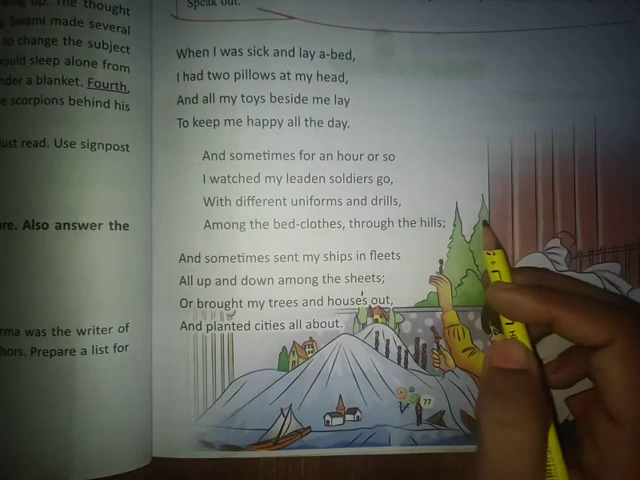 up. The thought
Swami made several
to change the subject
ould sleep alone from
nder a blanket. Fourth,
e scorpions behind his
ust read. Use signpost
re. Also answer the
rma was the writer of
hors. Prepare a list for
Speak out.
When I was sick and lay a-bed,
I had two pillows at my head,
And all my toys beside me lay
To keep me happy all the day.
And sometimes for an hour or so
I watched my leaden soldiers go,
With different uniforms and drills,
Among the bed-clothes, through the hills;
And sometimes sent my ships in fleets
All up and down among the sheets;
Or brought my trees and houses out,
And planted cities all about.
77